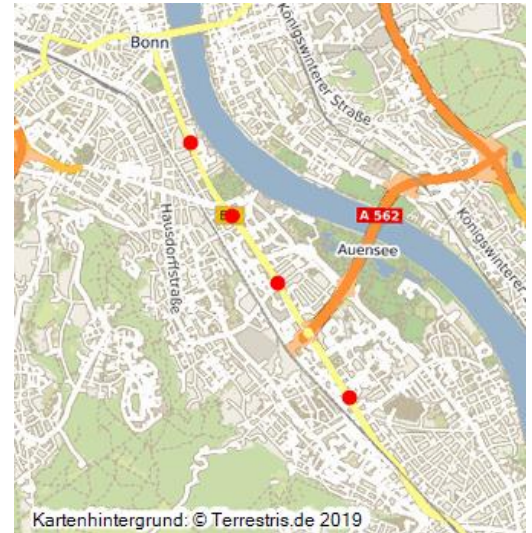 Bonn
Königswinterer Straße
Hausdorffstraße
A 562
Auensee
Königswinterer
Kartenhintergrund: © Terrestris.de 2019